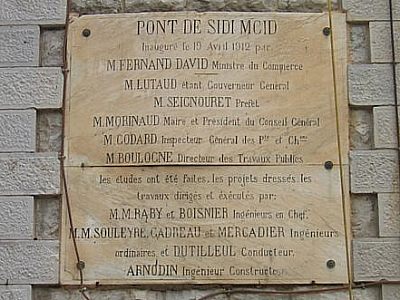 PONT DE SIDI MCID
Inauguré le 19 Avril 1912 par
M. FERNAND DAVID Ministre du Commerce
M. LUTAUD étant Gouverneur Général
M. SEIGNOURET Préfet
M. MORINAUD Maire et Président du Conseil Général
M. GODARD Inspecteur Général des Pts et Chées
M. BOULOGNE Directeur des Travaux Publics
les études ont été faites, les projets dressés, les
travaux dirigés et éxécutés par:
M.M. RABY et BOISNIER Ingénieurs en Chef,
M.M. SOULEYRE, CADREAU et MERCADIER Ingénieurs
ordinaires, et DUTILLEUL Conducteur,
ARNODIN Ingénieur Constructeur